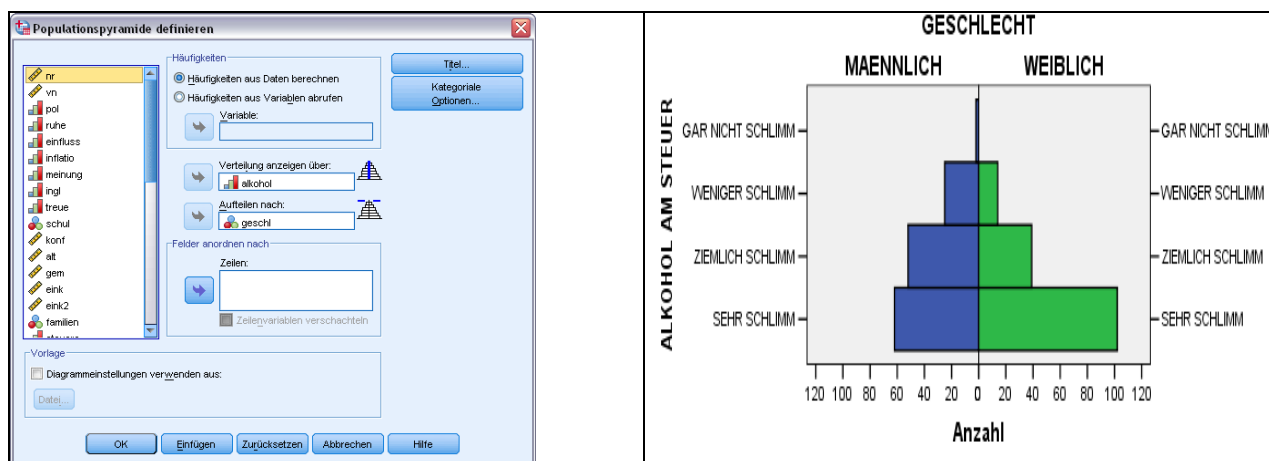 Populationspyramide definieren
nr
vn
pol
ruhe
einfluss
inflatio
meinung
ingl
treue
schul
konf
alt
gem
eink
eink2
familien
Häufigkeiten
Häufigkeiten aus Daten berechnen
Häufigkeiten aus Variablen abrufen
Variable:
Verteilung anzeigen über:
alkohol
Aufteilen nach:
geschl
Felder anordnen nach
Zeilen:
Zeilenvariablen verschachteln
Titel...
Kategoriale
Optionen...
Vorlage
Diagrammeinstellungen verwenden aus:
Datei...
OK Einfügen Zurücksetzen Abbrechen Hilfe
GESCHLECHT
MAENNLICH WEIBLICH
ALKOHOL AM STEUER
GAR NICHT SCHLIMM GAR NICHT SCHLIMM
WENIGER SCHLIMM WENIGER SCHLIMM
ZIEMLICH SCHLIMM ZIEMLICH SCHLIMM
SEHR SCHLIMM SEHR SCHLIMM
120 100 80 60 40 20 0 20 40 60 80 100 120
Anzahl